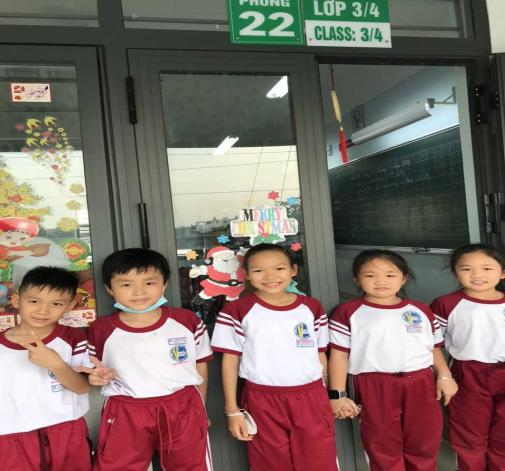 PHÒNG
22
LỚP 3/4
CLASS: 3/4
MERRY
CHRISTMAS